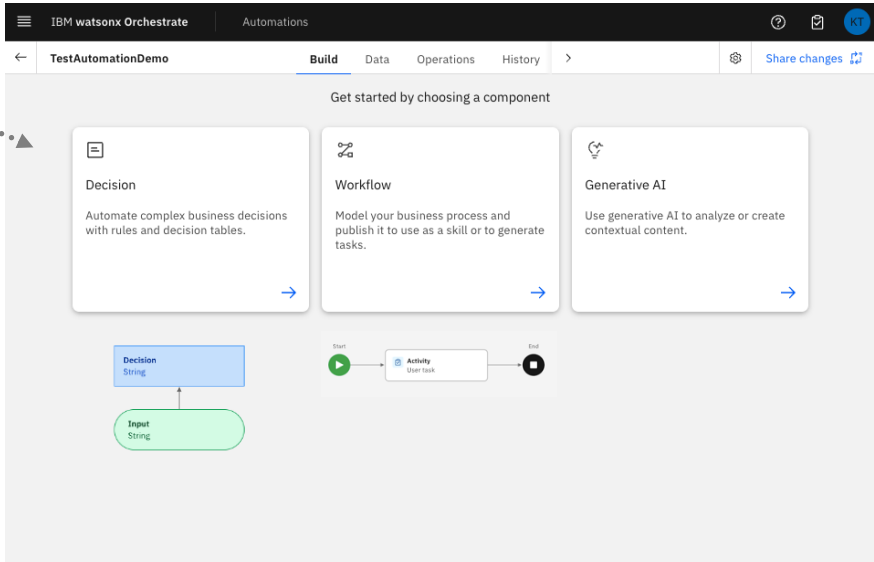 IBM watsonx Orchestrate
Automations
KT
TestAutomationDemo
Build
Data
Operations
History
Share changes
Get started by choosing a component
Decision
Automate complex business decisions
with rules and decision tables.
Workflow
Model your business process and
publish it to use as a skill or to generate
tasks.
Generative AI
Use generative AI to analyze or create
contextual content.
Decision
String
Input
String
Start
Activity
User task
End